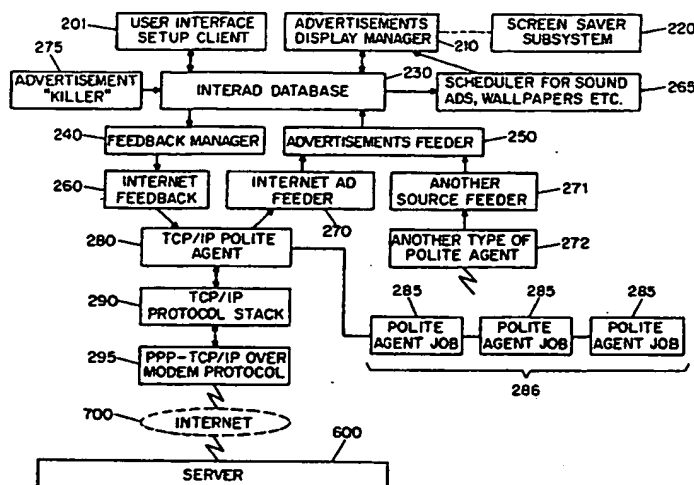 201
USER INTERFACE
SETUP CLIENT
ADVERTISEMENTS
DISPLAY MANAGER
210
SCREEN SAVER
SUBSYSTEM
220
275
ADVERTISEMENT
"KILLER"
INTERAD DATABASE
230
SCHEDULER FOR SOUND
ADS, WALLPAPERS ETC.
265
240
FEEDBACK MANAGER
ADVERTISEMENTS FEEDER
250
260
INTERNET
FEEDBACK
INTERNET AD
FEEDER
270
ANOTHER
SOURCE FEEDER
271
280
TCP/IP POLITE
AGENT
ANOTHER TYPE OF
POLITE AGENT
272
290
TCP/IP
PROTOCOL STACK
285
285
285
POLITE
AGENT JOB
POLITE
AGENT JOB
POLITE
AGENT JOB
286
295
PPP-TCP/IP OVER
MODEM PROTOCOL
700
INTERNET
600
SERVER